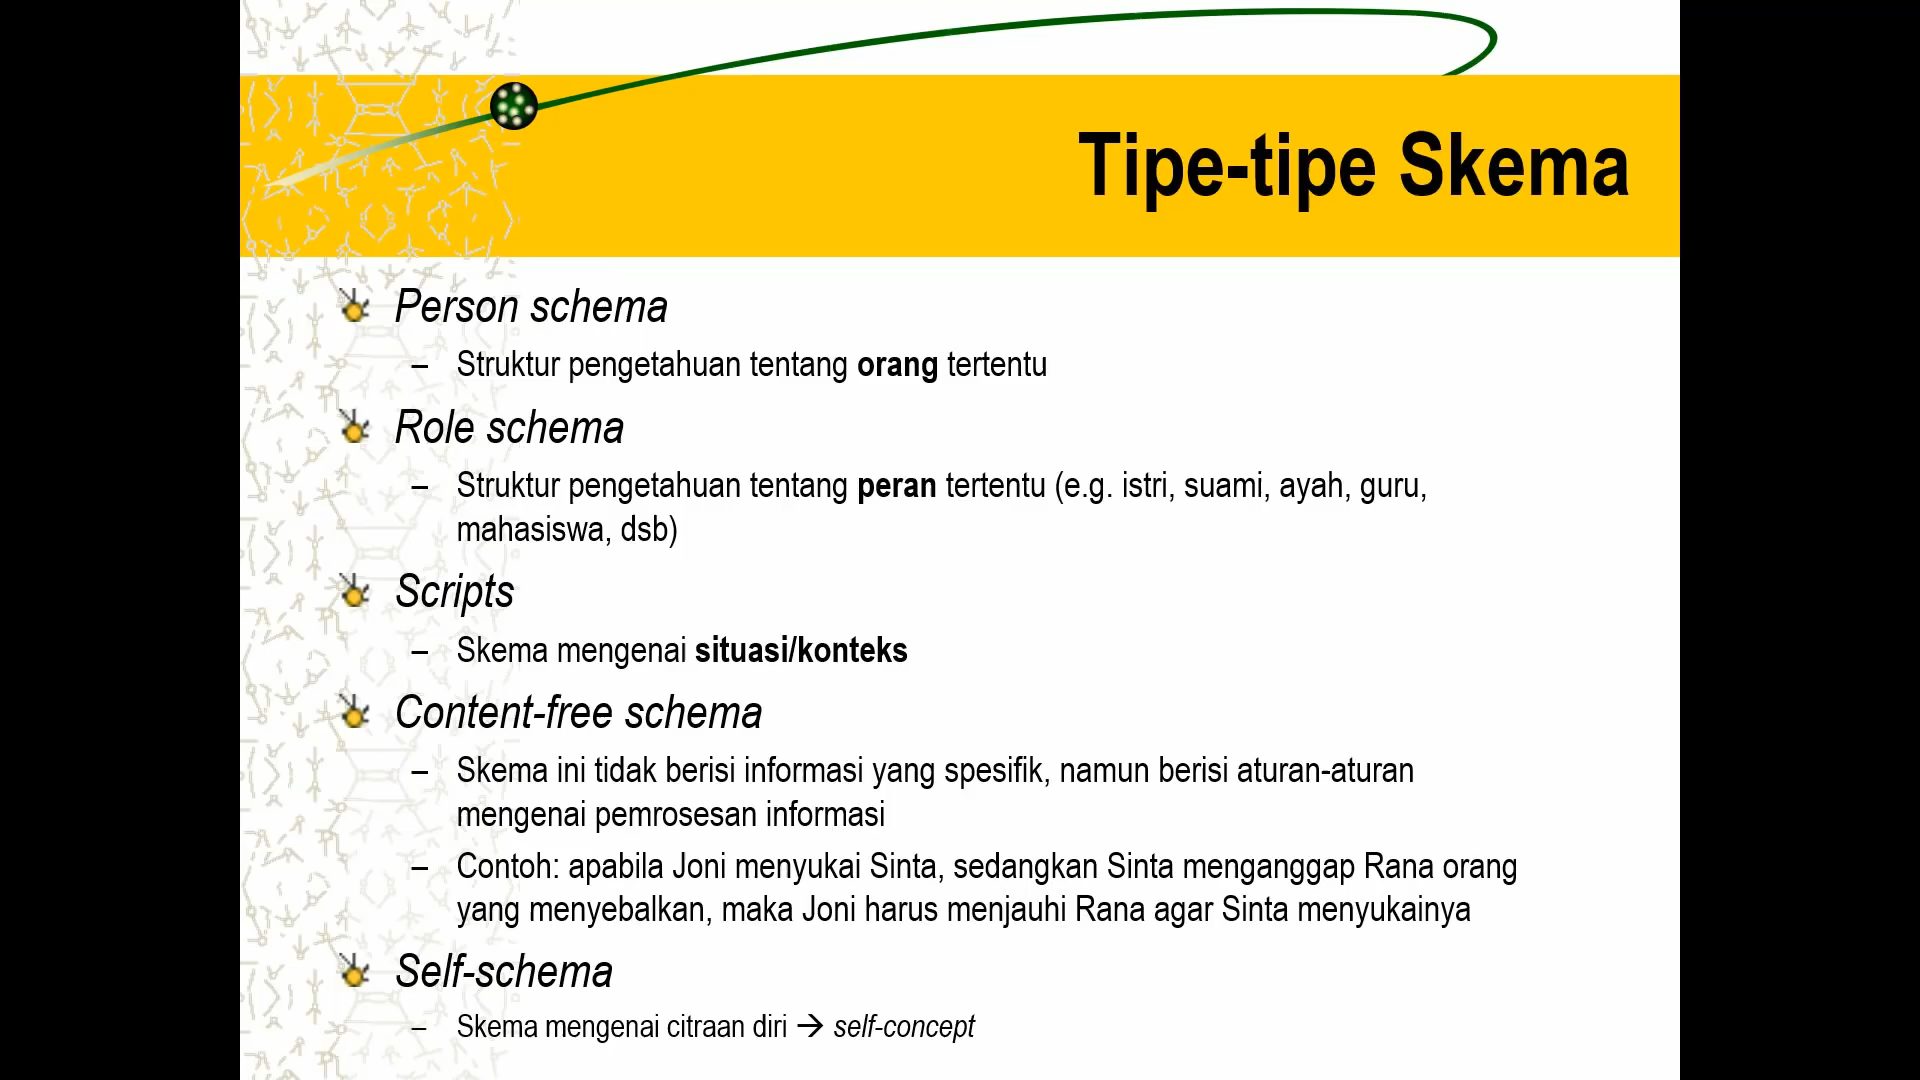 Tipe-tipe Skema
Person schema
– Struktur pengetahuan tentang orang tertentu
Role schema
– Struktur pengetahuan tentang peran tertentu (e.g. istri, suami, ayah, guru,
mahasiswa, dsb)
Scripts
– Skema mengenai situasi/konteks
Content-free schema
– Skema ini tidak berisi informasi yang spesifik, namun berisi aturan-aturan
mengenai pemrosesan informasi
– Contoh: apabila Joni menyukai Sinta, sedangkan Sinta menganggap Rana orang
yang menyebalkan, maka Joni harus menjauhi Rana agar Sinta menyukainya
Self-schema
– Skema mengenai citraan diri → self-concept